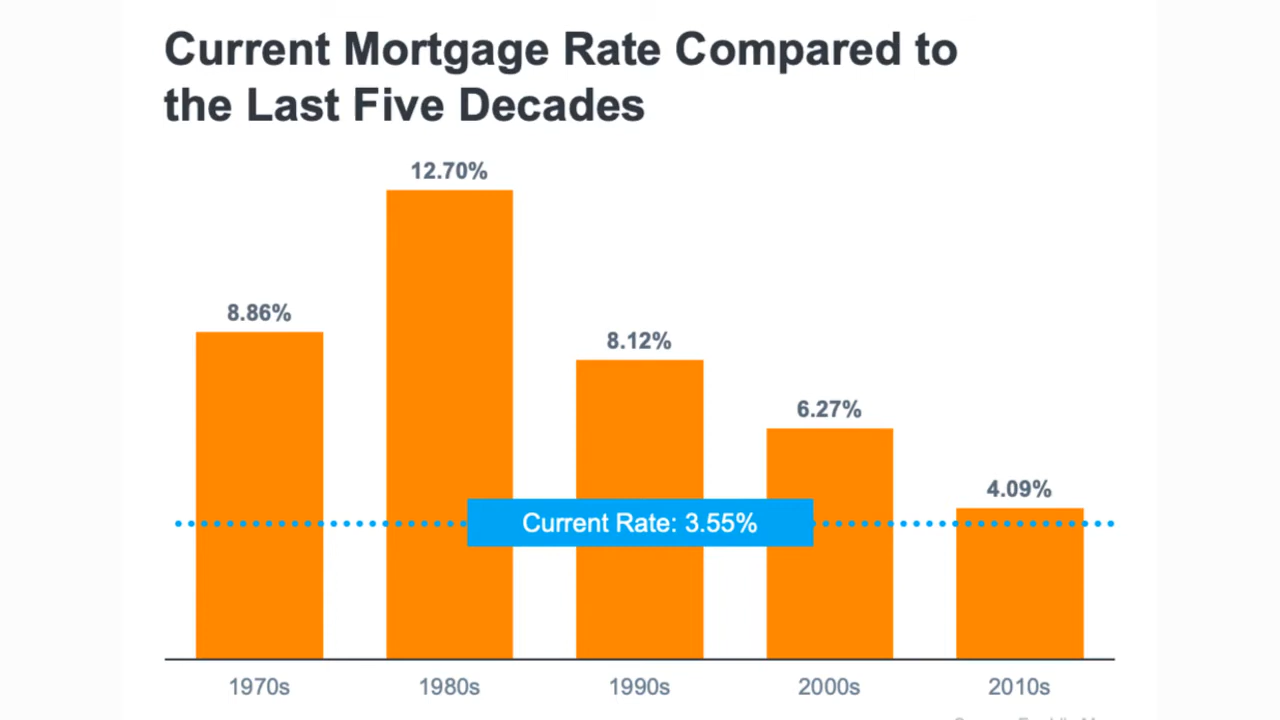 Current Mortgage Rate Compared to
the Last Five Decades
12.70%
8.86%
8.12%
6.27%
4.09%
Current Rate: 3.55%
1970s 1980s 1990s 2000s 2010s